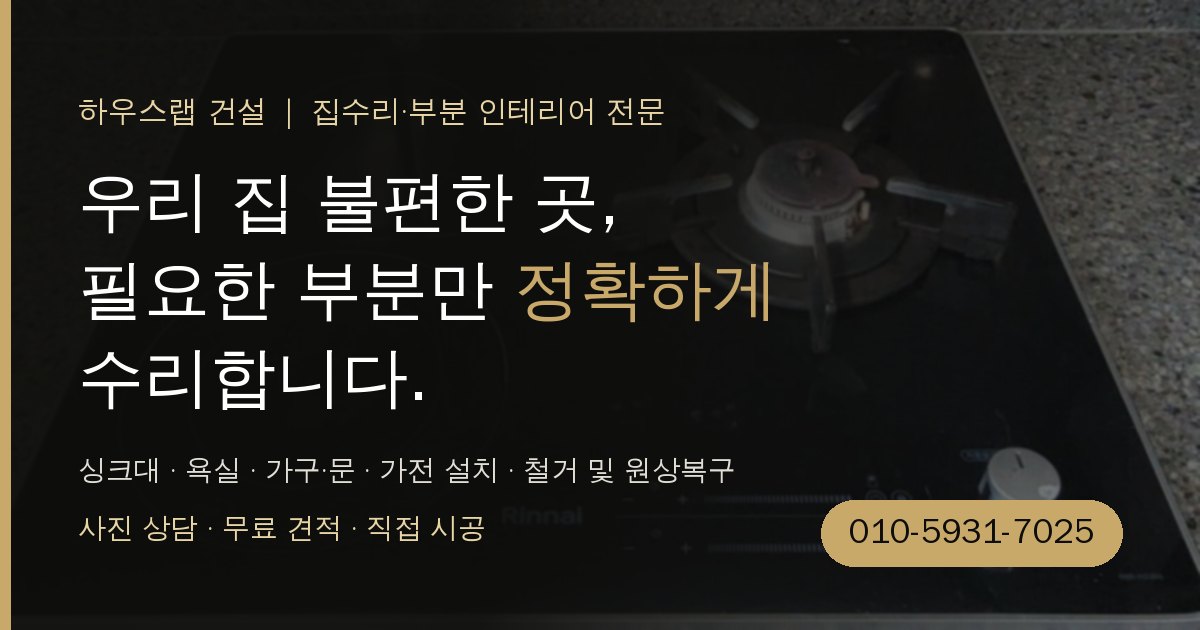 하우스랩 건설 | 집수리·부분 인테리어 전문
우리 집 불편한 곳,
필요한 부분만 정확하게
수리합니다.
싱크대 · 욕실 · 가구·문 · 가전 설치 · 철거 및 원상복구
사진 상담 · 무료 견적 · 직접 시공
Rinnai
010-5931-7025